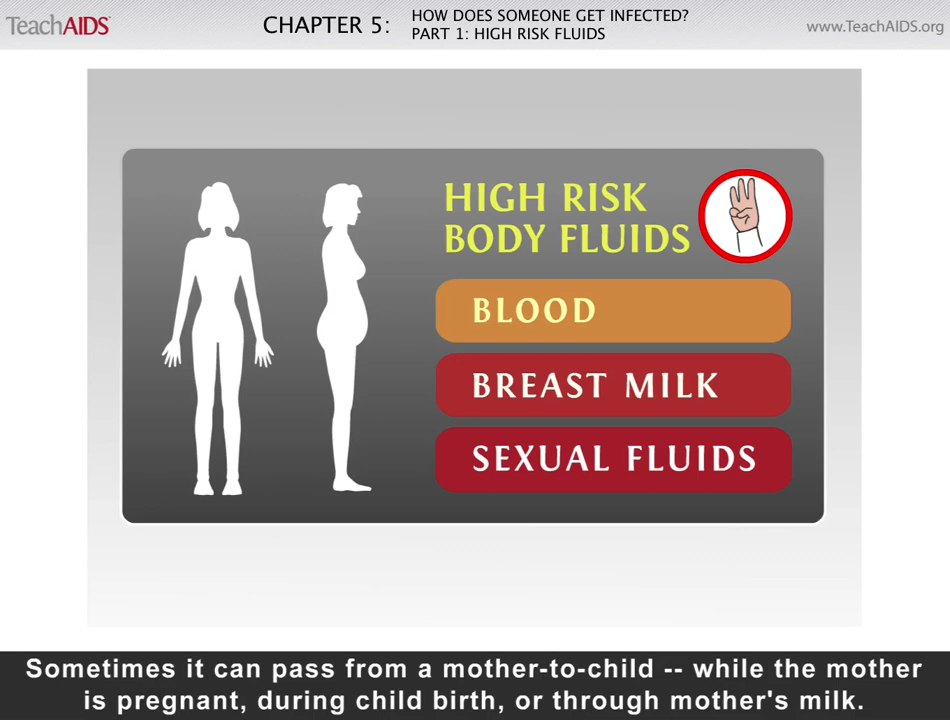 TeachAIDS
CHAPTER 5:
HOW DOES SOMEONE GET INFECTED?
PART 1: HIGH RISK FLUIDS
www.TeachAIDS.org
HIGH RISK
BODY FLUIDS
BLOOD
BREAST MILK
SEXUAL FLUIDS
Sometimes it can pass from a mother-to-child -- while the mother
is pregnant, during child birth, or through mother's milk.